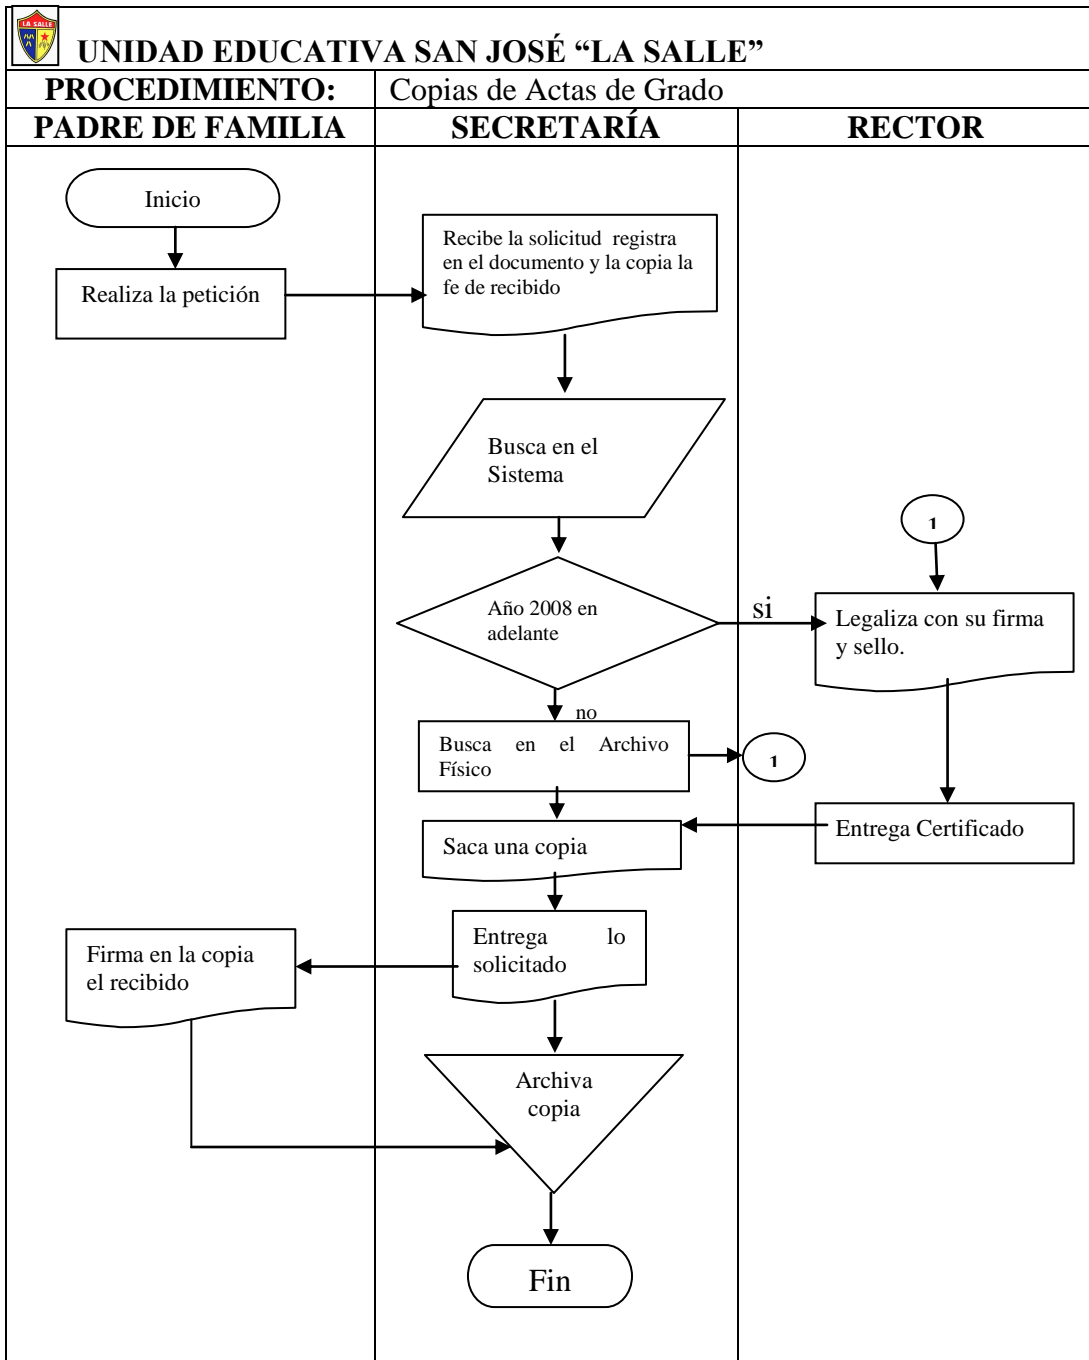 LA SALLE
UNIDAD EDUCATIVA SAN JOSÉ “LA SALLE”
PROCEDIMIENTO:
Copias de Actas de Grado
PADRE DE FAMILIA
SECRETARÍA
RECTOR
Inicio
Realiza la petición
Recibe la solicitud registra
en el documento y la copia la
fe de recibido
Busca en el
Sistema
Año 2008 en
adelante
si
1
Legaliza con su firma
y sello.
no
Busca en el Archivo
Físico
1
Saca una copia
Entrega Certificado
Entrega lo
solicitado
Firma en la copia
el recibido
Archiva
copia
Fin